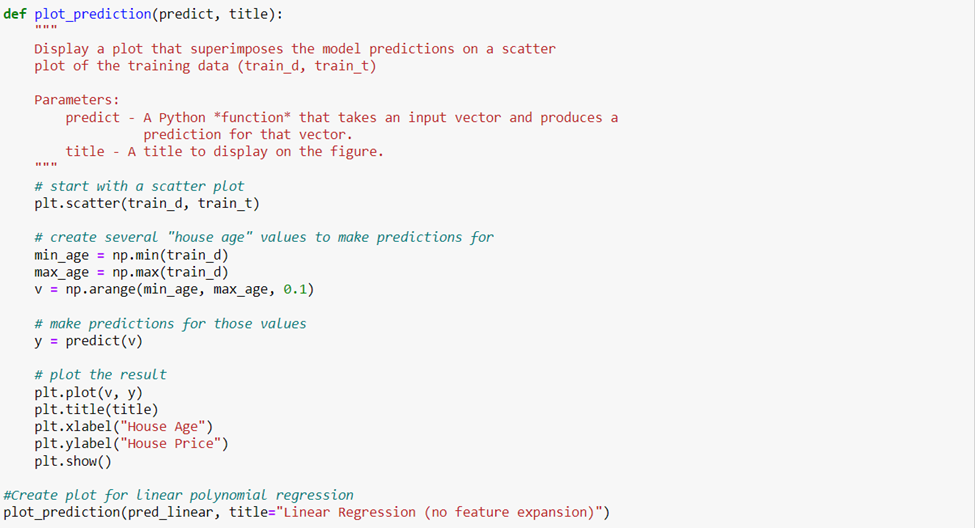 def plot_prediction(predict, title):
    """
    Display a plot that superimposes the model predictions on a scatter
    plot of the training data (train_d, train_t)

    Parameters:
        predict - A Python *function* that takes an input vector and produces a
                  prediction for that vector.
        title - A title to display on the figure.
    """
    # start with a scatter plot
    plt.scatter(train_d, train_t)

    # create several "house age" values to make predictions for
    min_age = np.min(train_d)
    max_age = np.max(train_d)
    v = np.arange(min_age, max_age, 0.1)

    # make predictions for those values
    y = predict(v)

    # plot the result
    plt.plot(v, y)
    plt.title(title)
    plt.xlabel("House Age")
    plt.ylabel("House Price")
    plt.show()

#Create plot for linear polynomial regression
plot_prediction(pred_linear, title="Linear Regression (no feature expansion)")